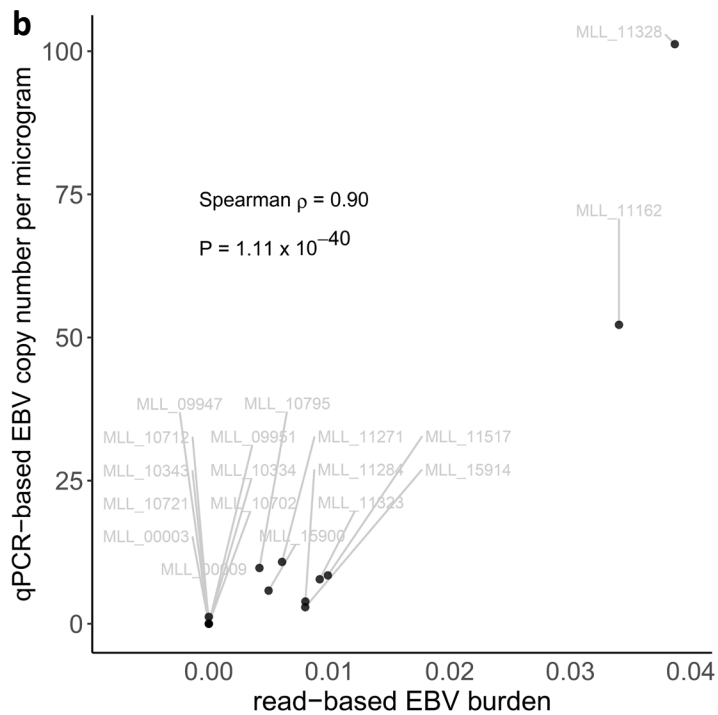 b
MLL_11328
100
75
Spearman ρ = 0.90
MLL_11162
P = 1.11 x 10−40
50
MLL_09947 MLL_10795
MLL_10712 MLL_09951 MLL_11271 MLL_11517
MLL_10343 MLL_10334 MLL_11284 MLL_15914
25
MLL_10721 MLL_10702 MLL_11323
MLL_00003 MLL_15900
MLL_00009
0
qPCR−based EBV copy number per microgram
0.00 0.01 0.02 0.03 0.04
read−based EBV burden